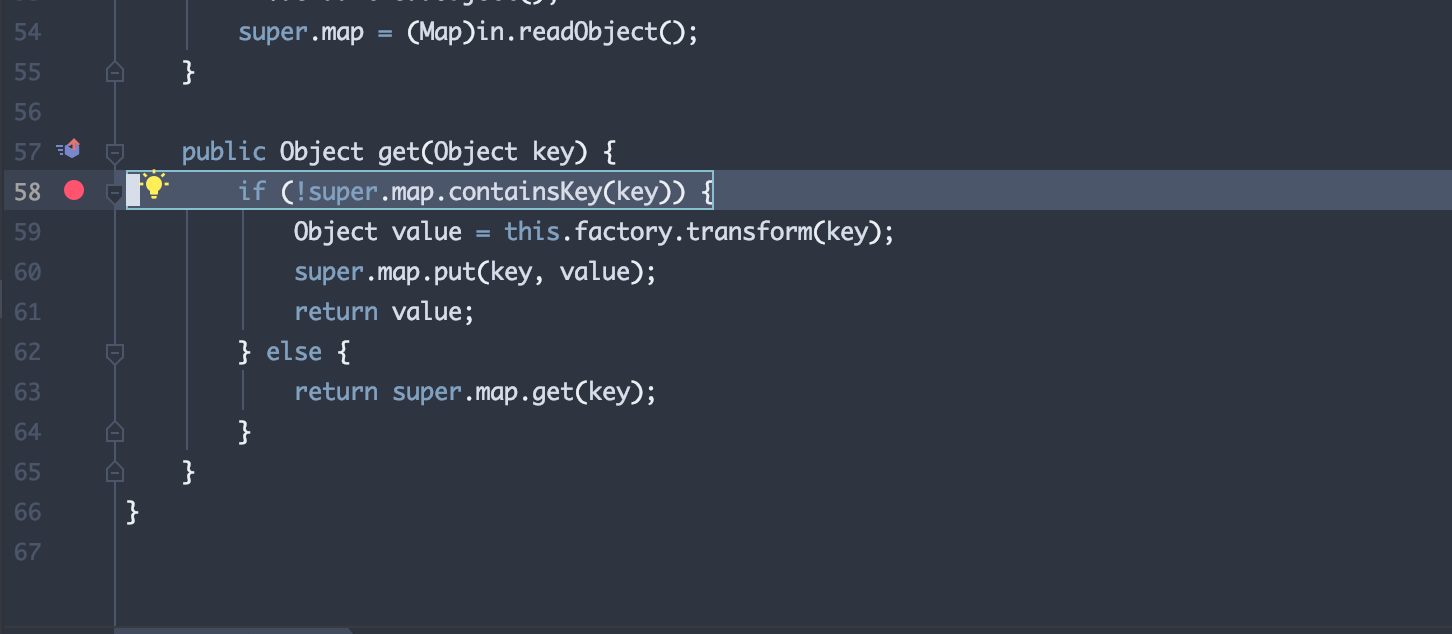 54 super.map = (Map)in.readObject();
55 }
56
57 public Object get(Object key) {
58 if (!super.map.containsKey(key)) {
59 Object value = this.factory.transform(key);
60 super.map.put(key, value);
61 return value;
62 } else {
63 return super.map.get(key);
64 }
65 }
66 }
67